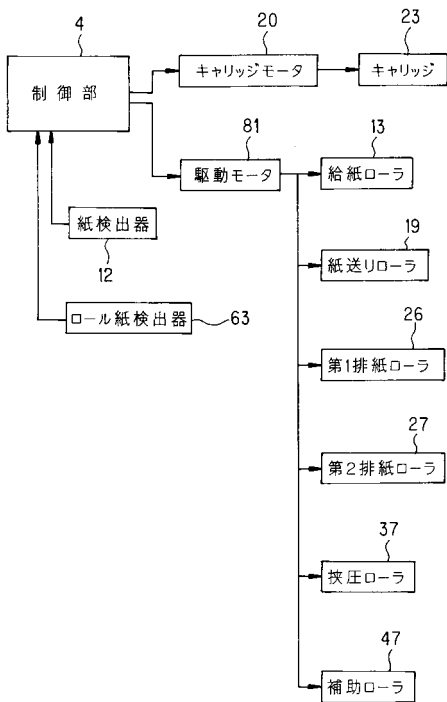 4
制御部
20
キャリッジモータ
23
キャリッジ
81
駆動モータ
13
給紙ローラ
紙検出器
12
19
紙送りローラ
ロール紙検出器
63
26
第1排紙ローラ
27
第2排紙ローラ
37
挟圧ローラ
47
補助ローラ